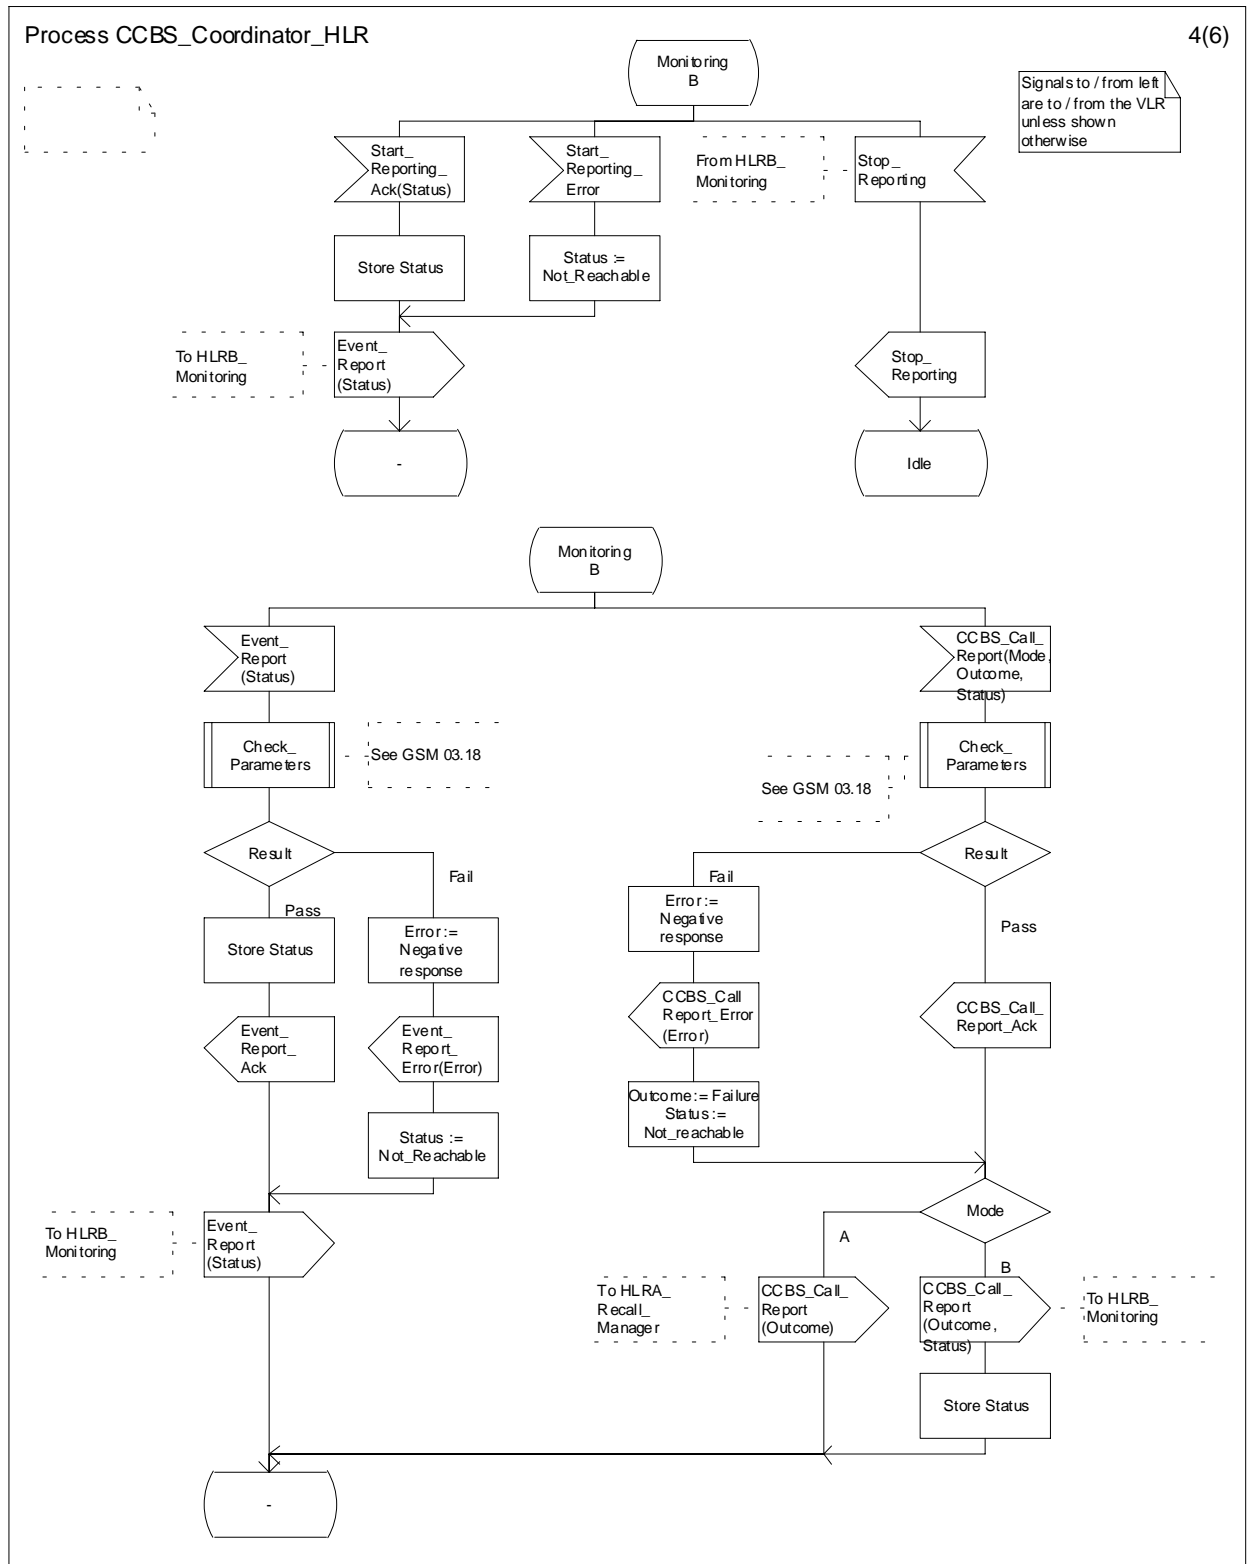 Process CCBS_Coordinator_HLR
4(6)
Monitoring
B
Signals to / from left
are to / from the VLR
unless shown
otherwise
Start_
Reporting_
Ack(Status)
Start_
Reporting_
Error
From HLRB_
Monitoring
Stop_
Reporting
Store Status
Status :=
Not_Reachable
To HLRB_
Monitoring
Event_
Report
(Status)
Stop_
Reporting
-
Idle
Monitoring
B
Event_
Report
(Status)
CCBS_Call_
Report(Mode,
Outcome,
Status)
Check_
Parameters
See GSM 03.18
See GSM 03.18
Check_
Parameters
Result
Fail
Pass
Result
Fail
Pass
Store Status
Error :=
Negative
response
Error :=
Negative
response
Event_
Report_
Ack
Event_
Report_
Error(Error)
CCBS_Call
Report_Error
(Error)
CCBS_Call_
Report_Ack
Status :=
Not_Reachable
Outcome := Failure
Status :=
Not_reachable
To HLRB_
Monitoring
Event_
Report
(Status)
Mode
A
B
To HLRA_
Recall_
Manager
CCBS_Call_
Report
(Outcome)
CCBS_Call_
Report
(Outcome,
Status)
To HLRB_
Monitoring
Store Status
-